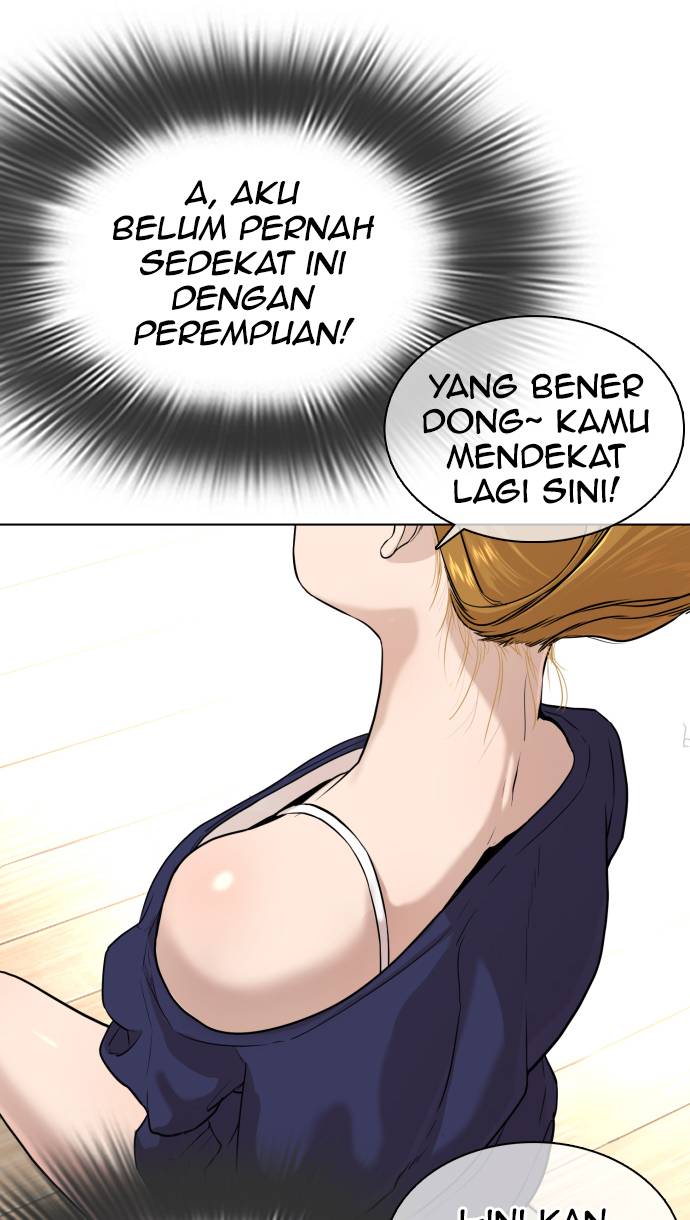 A, AKU
BELUM PERNAH
SEDEKAT INI
DENGAN
PEREMPUAN!
YANG BENER
DONG~ KAMU
MENDEKAT
LAGI SINI!